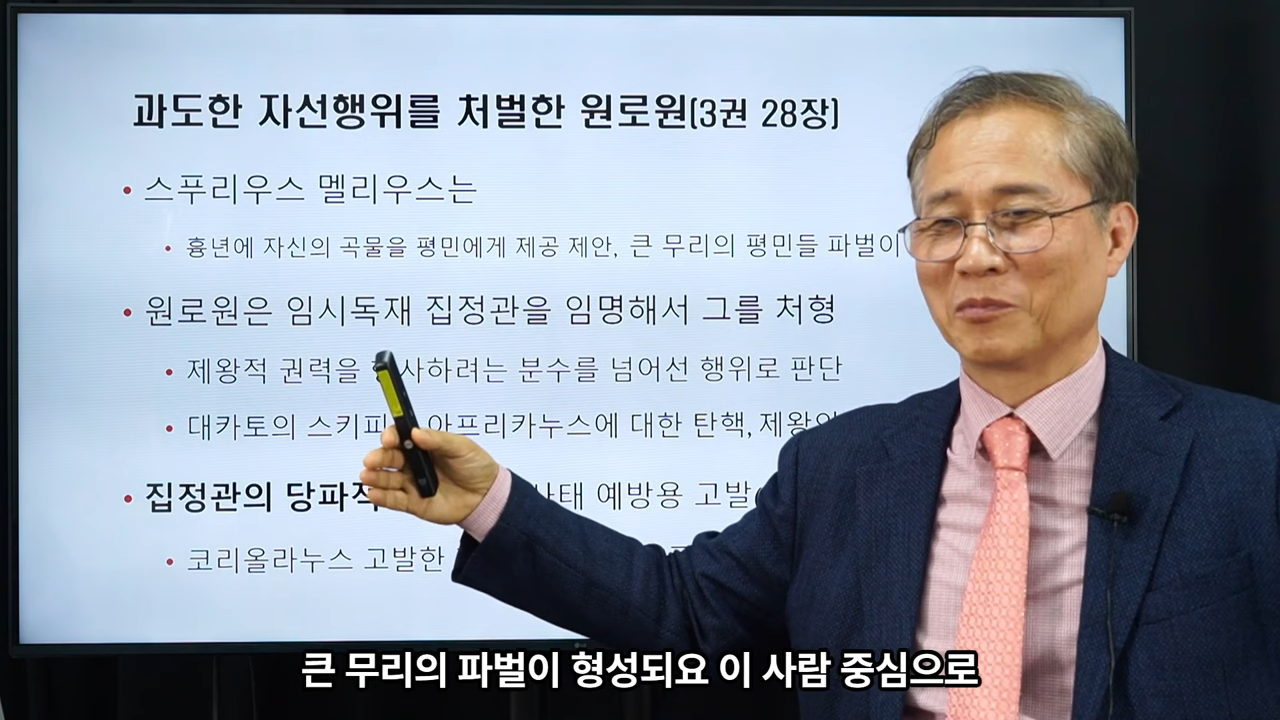 과도한 자선행위를 처벌한 원로원(3권 28장)
• 스푸리우스 멜리우스는
• 흉년에 자신의 곡물을 평민에게 제공 제안, 큰 무리의 평민들 파벌이
• 원로원은 임시독재 집정관을 임명해서 그를 처형
• 제왕적 권력을 사하려는 분수를 넘어선 행위로 판단
• 대카토의 스키피 아프리카누스에 대한 탄핵, 제왕의
• 집정관의 당파적 사태 예방용 고발(
• 코리올라누스 고발한
큰 무리의 파벌이 형성되요 이 사람 중심으로